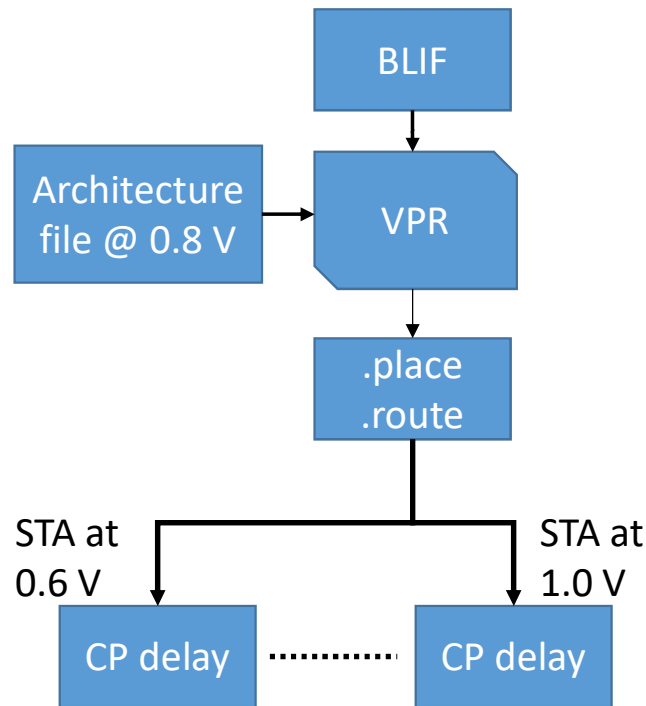 BLIF
Architecture
file @ 0.8 V
VPR
.place
.route
STA at
0.6 V
STA at
1.0 V
CP delay
CP delay